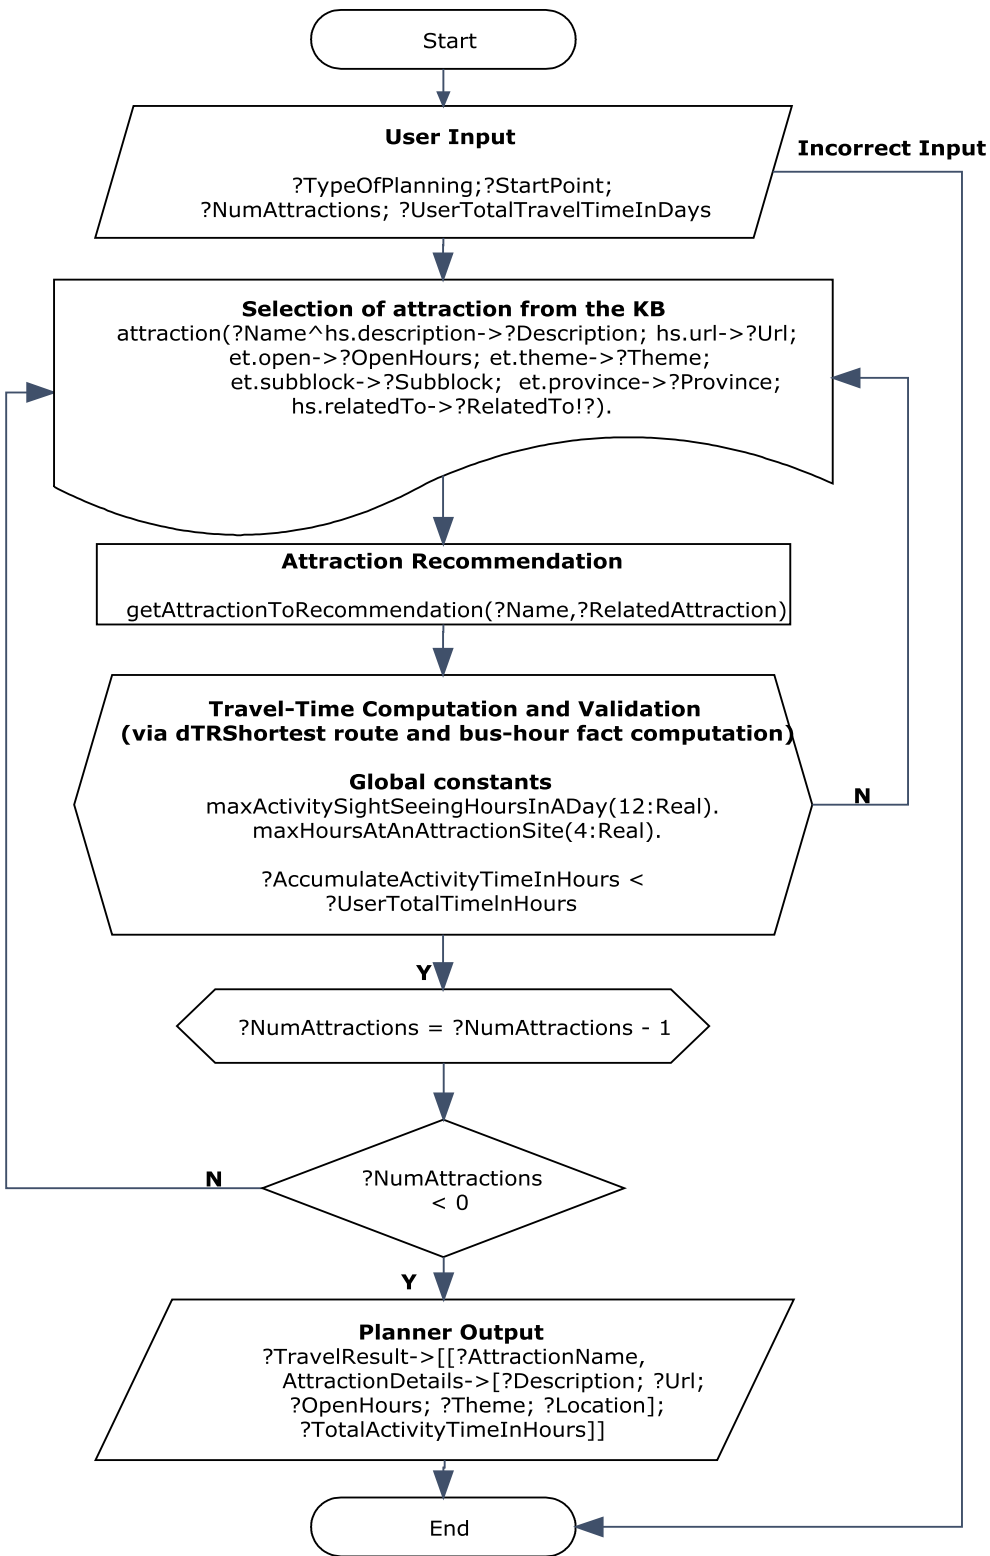 Start
User Input
Incorrect Input
?TypeOfPlanning;?StartPoint;
?NumAttractions; ?UserTotalTravelTimeInDays
Selection of attraction from the KB
attraction(?Name^hs.description->?Description; hs.url->?Url;
et.open->?OpenHours; et.theme->?Theme;
et.subblock->?Subblock;  et.province->?Province;
hs.relatedTo->?RelatedTo!?).
Attraction Recommendation
getAttractionToRecommendation(?Name,?RelatedAttraction)
Travel-Time Computation and Validation
(via dTRShortest route and bus-hour fact computation)
Global constants
maxActivitySightSeeingHoursInADay(12:Real).
maxHoursAtAnAttractionSite(4:Real).
N
?AccumulateActivityTimeInHours <
?UserTotalTimelnHours
Y
?NumAttractions = ?NumAttractions - 1
?NumAttractions
< 0
N
Y
Planner Output
?TravelResult->[[?AttractionName,
AttractionDetails->[?Description; ?Url;
?OpenHours; ?Theme; ?Location];
?TotalActivityTimeInHours]]
End